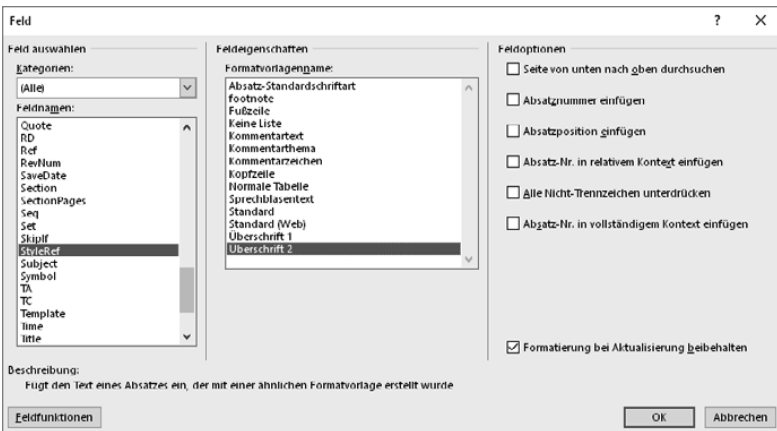 Feld
?
X
Feld auswählen
Kategorien:
(Alle)
Feldnamen:
Quote
RD
Ref
RevNum
SaveDate
Section
SectionPages
Seq
Set
SkipIf
StyleRef
Subject
Symbol
TA
TC
Template
Time
Title
Feldeigenschaften
Formatvorlagenname:
Absatz-Standardschriftart
footnote
Fußzeile
Keine Liste
Kommentartext
Kommentarthema
Kommentarzeichen
Kopfzeile
Normale Tabelle
Sprechblasentext
Standard
Standard (Web)
Überschrift 1
Überschrift 2
Feldoptionen
Seite von unten nach oben durchsuchen
Absatznummer einfügen
Absatzposition einfügen
Absatz-Nr. in relativem Kontext einfügen
Alle Nicht-Trennzeichen unterdrücken
Absatz-Nr. in vollständigem Kontext einfügen
Formatierung bei Aktualisierung beibehalten
Beschreibung:
Fügt den Text eines Absatzes ein, der mit einer ähnlichen Formatvorlage erstellt wurde
Feldfunktionen
OK
Abbrechen